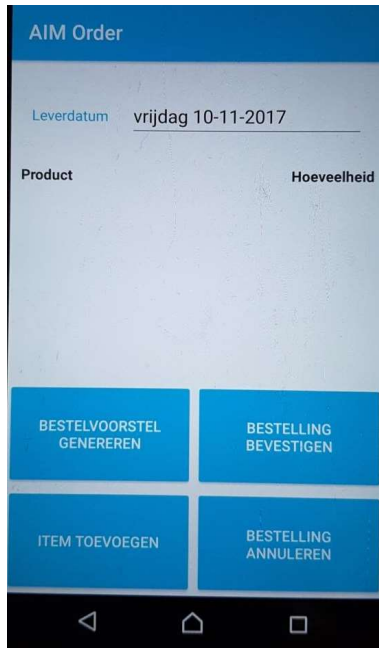 AIM Order
Leverdatum vrijdag 10-11-2017
Product Hoeveelheid
BESTELVOORSTEL
GENEREREN
BESTELLING
BEVESTIGEN
ITEM TOEVOEGEN
BESTELLING
ANNULEREN